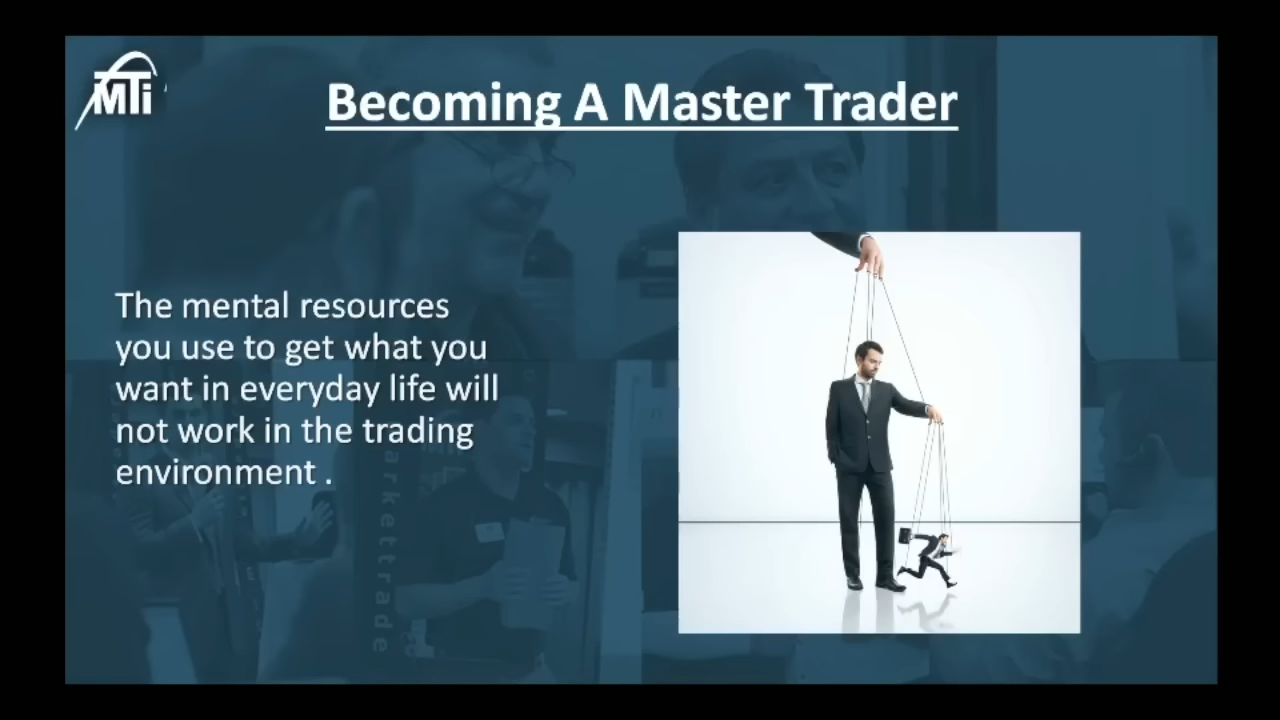 MTi
Becoming A Master Trader
The mental resources
you use to get what you
want in everyday life will
not work in the trading
environment .
arkettrade